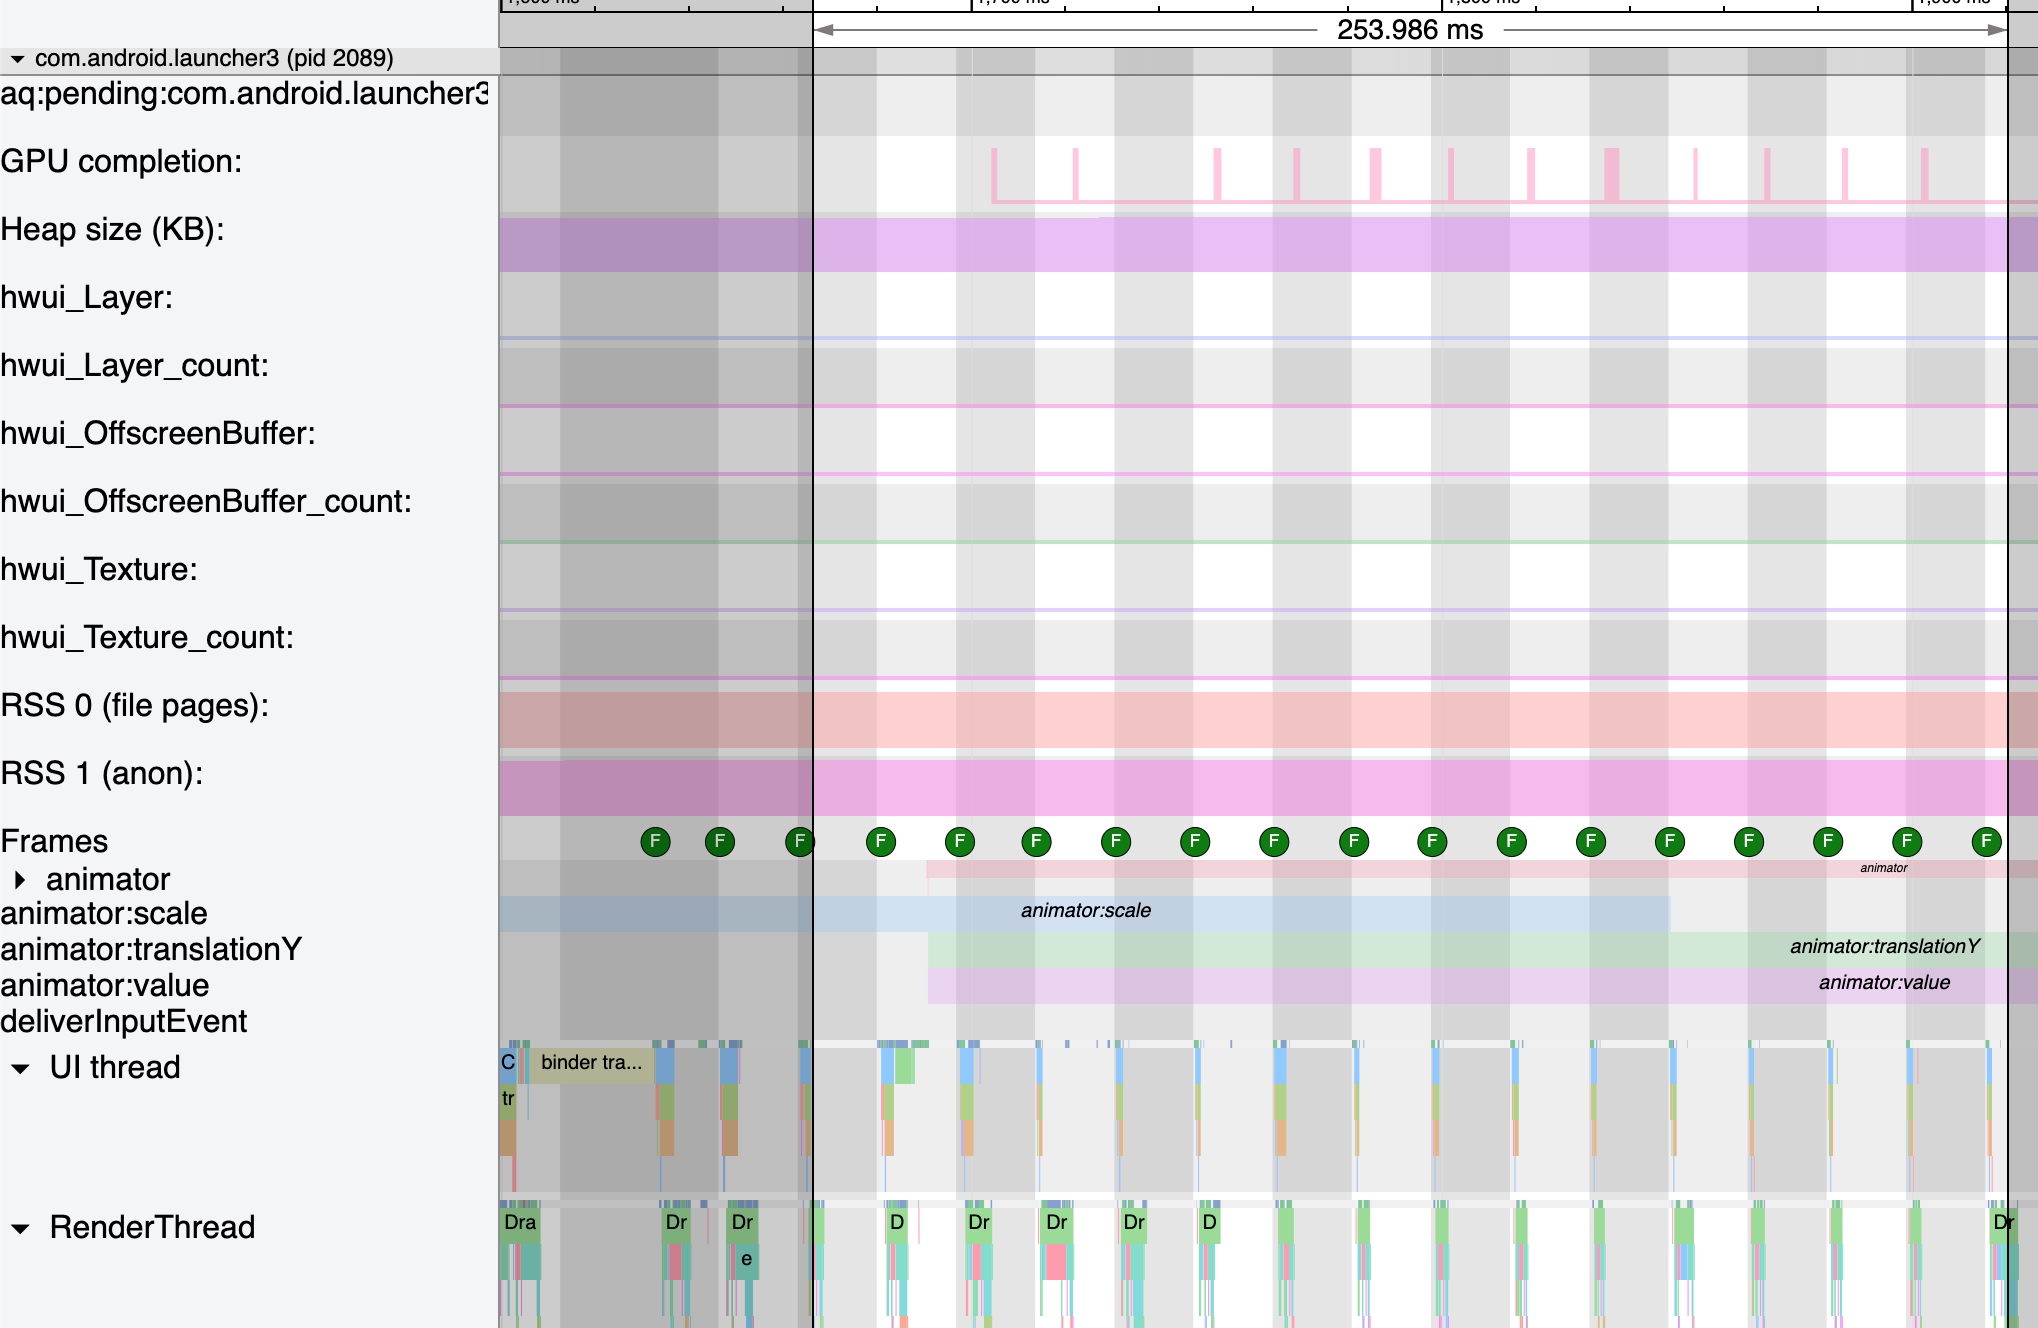 253.986 ms
com.android.launcher3 (pid 2089)
aq:pending:com.android.launcher3
GPU completion:
Heap size (KB):
hwui_Layer:
hwui_Layer_count:
hwui_OffscreenBuffer:
hwui_OffscreenBuffer_count:
hwui_Texture:
hwui_Texture_count:
RSS 0 (file pages):
RSS 1 (anon):
Frames F F F F F F F F F F F F F F F F F F
animator animator
animator:scale animator:scale
animator:translationY animator:translationY
animator:value animator:value
deliverInputEvent
UI thread C binder tra...
tr
RenderThread Dra Dr Dr D Dr Dr Dr D Dr
e